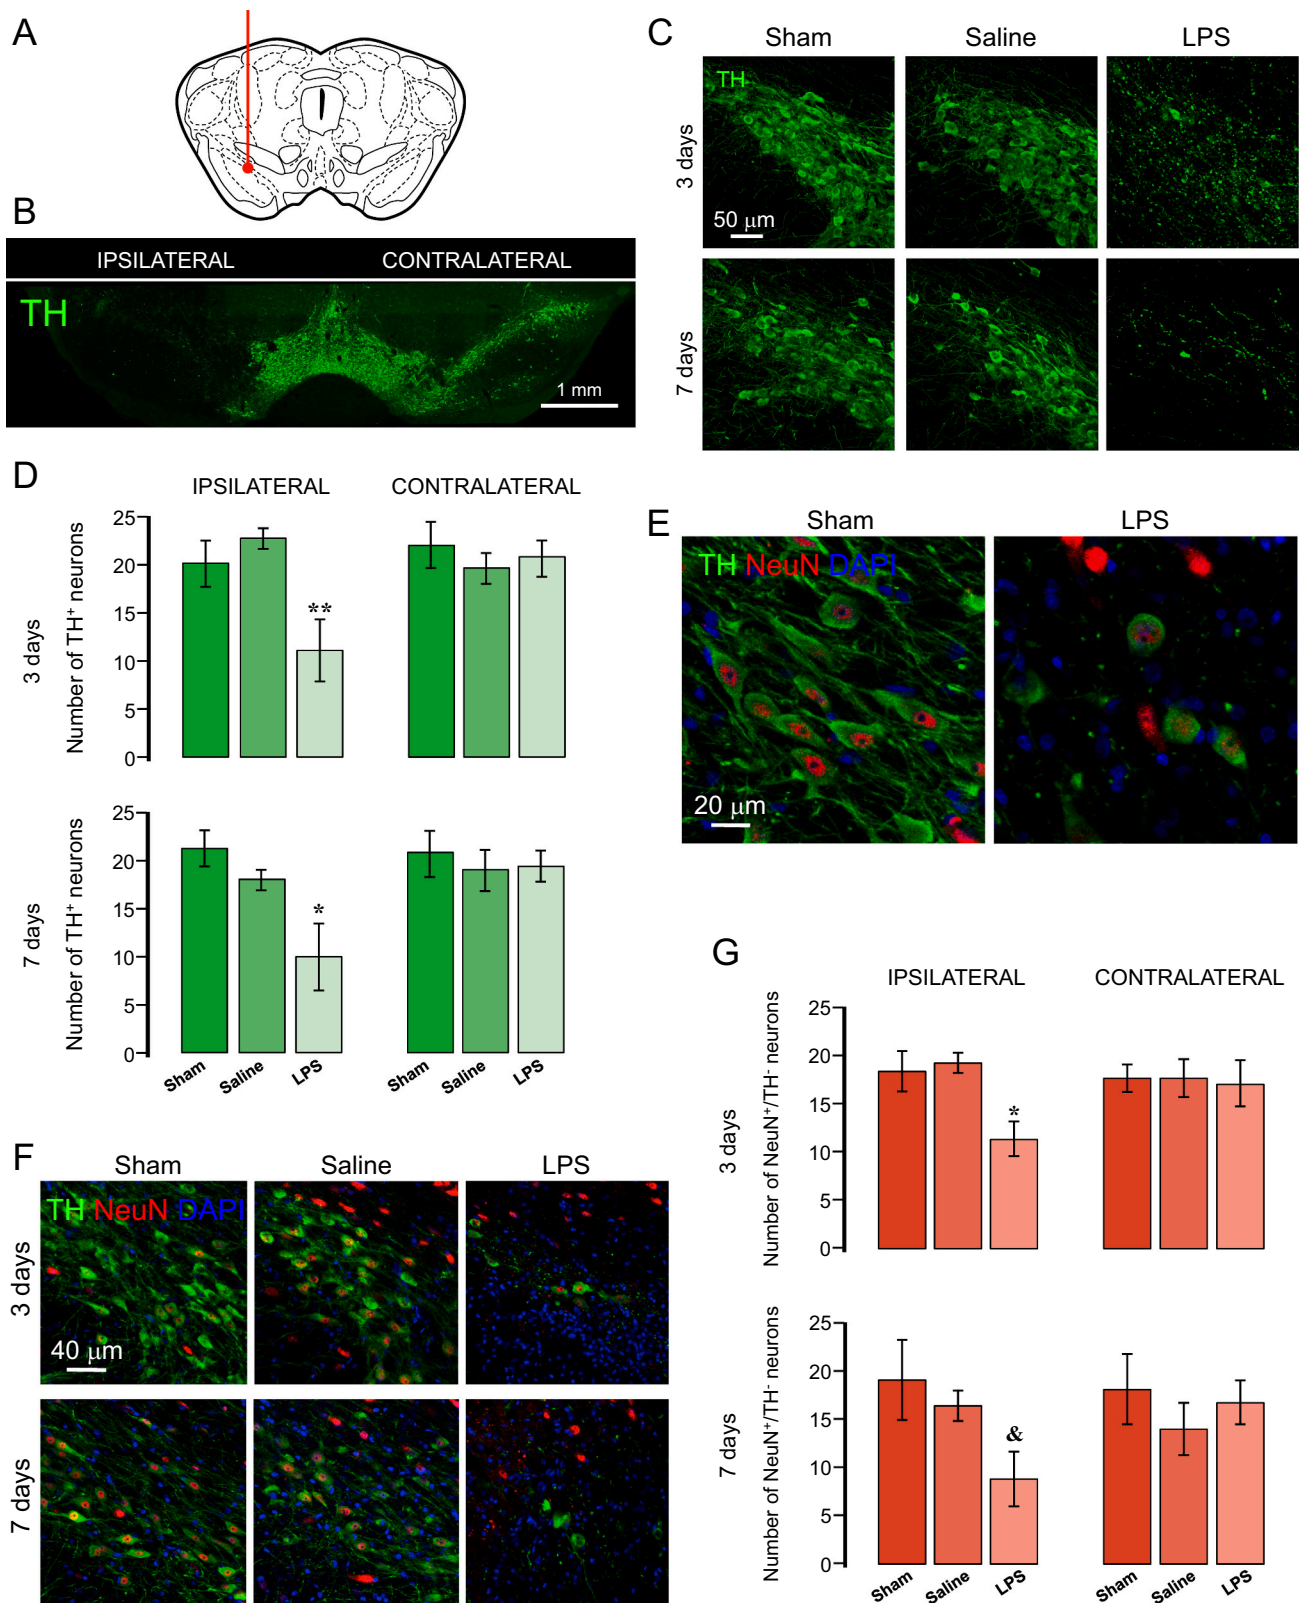 A
B
IPSILATERAL CONTRALATERAL
TH
1 mm
C
Sham Saline LPS
3 days
TH
50 μm
7 days
D
IPSILATERAL CONTRALATERAL
3 days
Number of TH⁺ neurons
25
20
15
10
5
0
**
7 days
Number of TH⁺ neurons
25
20
15
10
5
0
*
Sham Saline LPS Sham Saline LPS
E
Sham LPS
TH NeuN DAPI
20 μm
F
Sham Saline LPS
3 days
TH NeuN DAPI
40 μm
7 days
G
IPSILATERAL CONTRALATERAL
3 days
Number of NeuN⁺/TH⁻ neurons
25
20
15
10
5
0
*
7 days
Number of NeuN⁺/TH⁻ neurons
25
20
15
10
5
0
&
Sham Saline LPS Sham Saline LPS